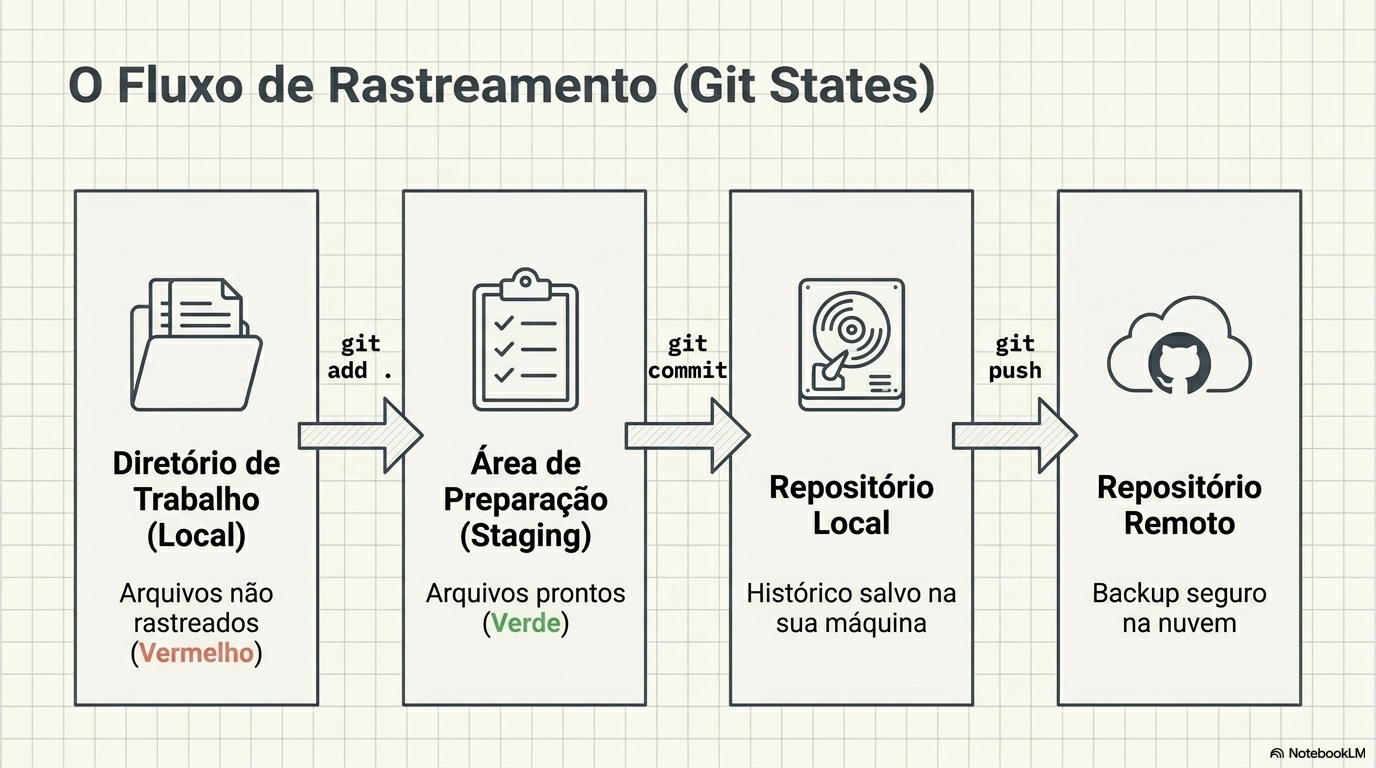 O Fluxo de Rastreamento (Git States)
git
add .
git
commit
git
push
Diretório de
Trabalho
(Local)
Arquivos não
rastreados
(Vermelho)
Área de
Preparação
(Staging)
Arquivos prontos
(Verde)
Repositório
Local
Histórico salvo na
sua máquina
Repositório
Remoto
Backup seguro
na nuvem
NotebookLM